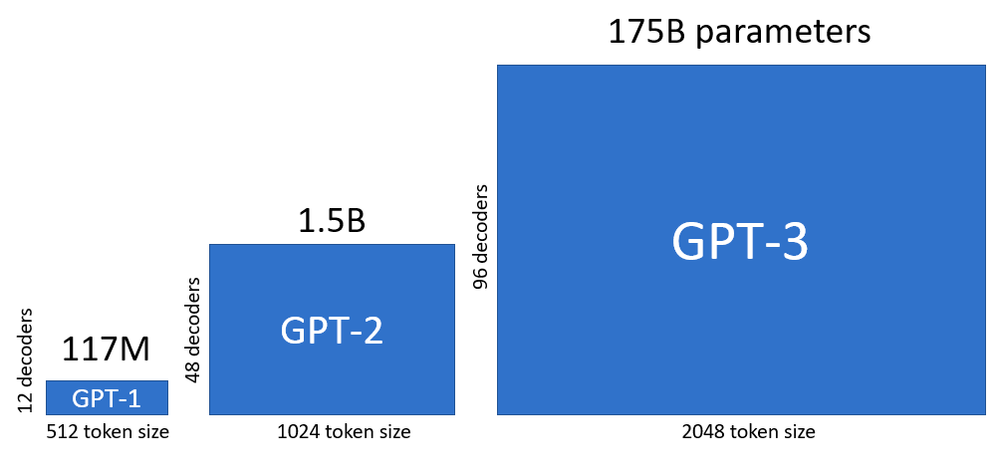 175B parameters
96 decoders
GPT-3
2048 token size
1.5B
48 decoders
GPT-2
1024 token size
117M
12 decoders
GPT-1
512 token size